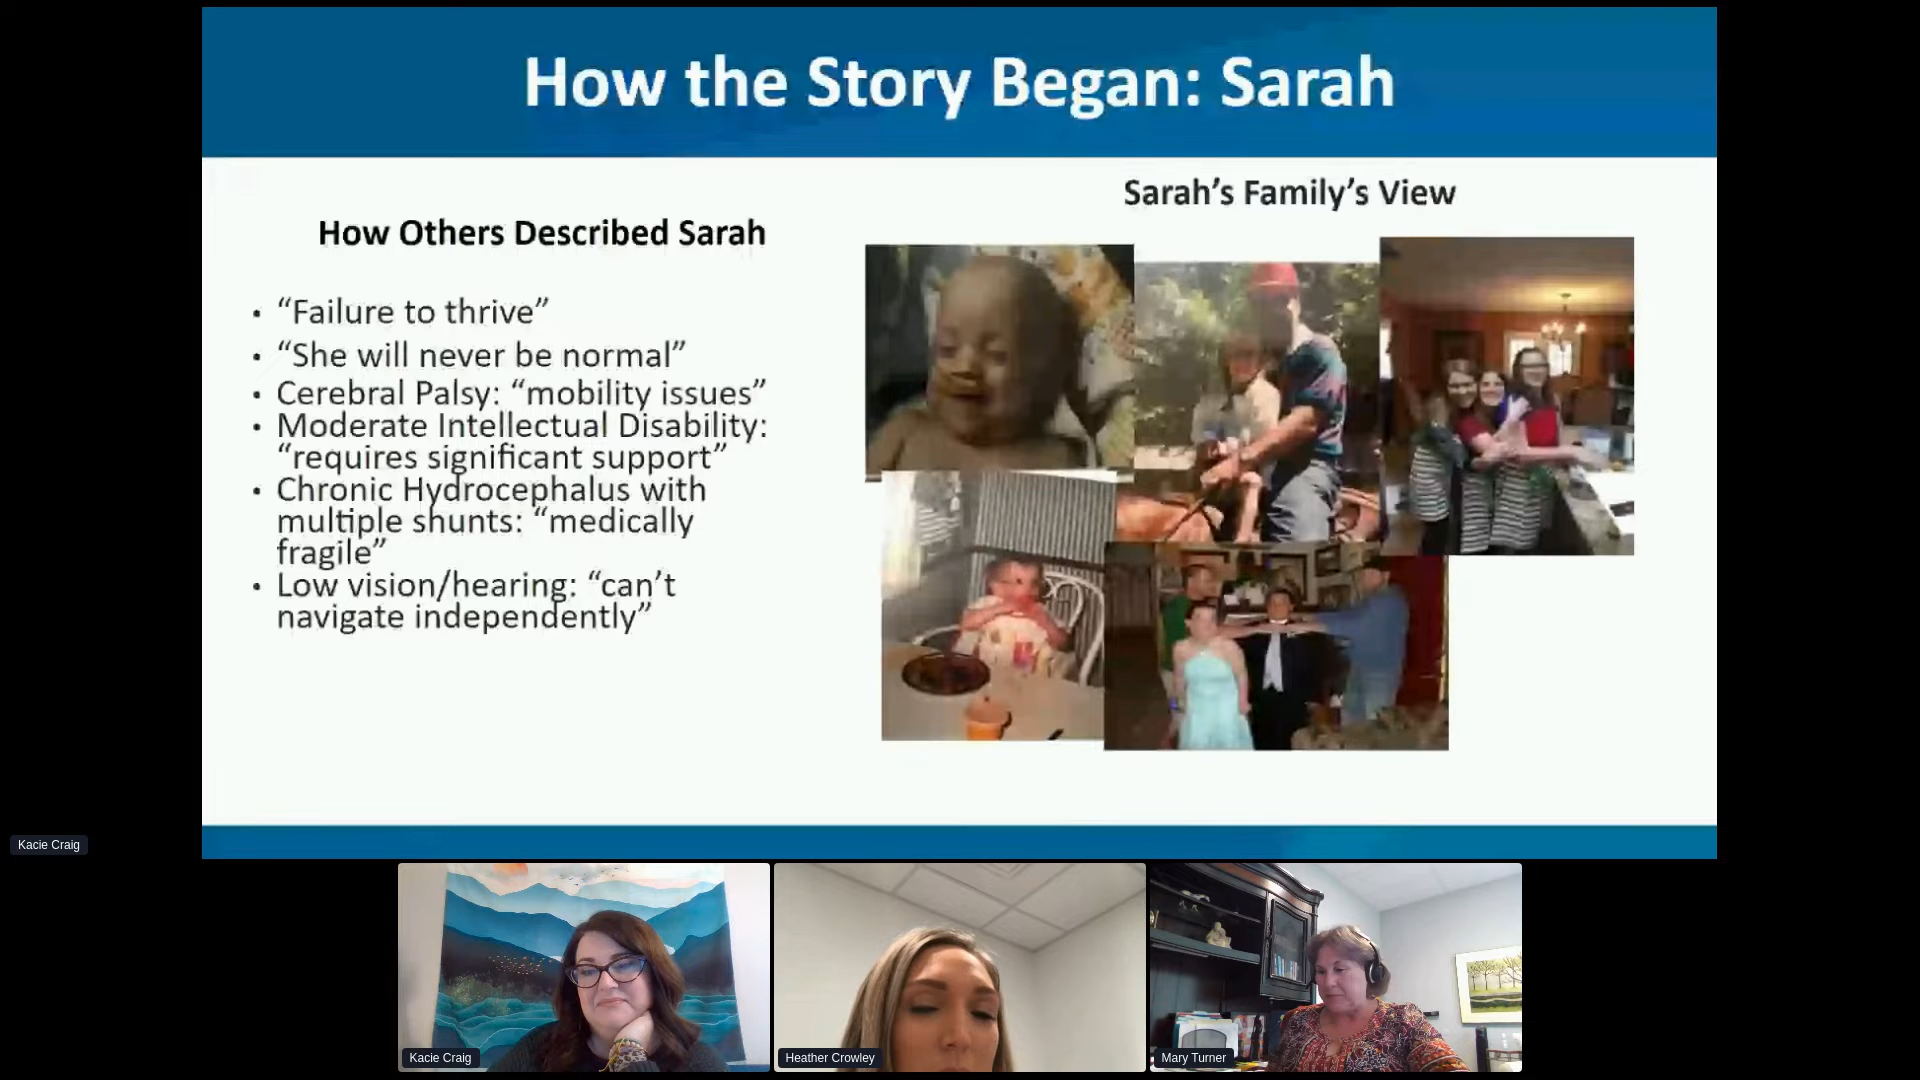 How the Story Began: Sarah
How Others Described Sarah
• “Failure to thrive”
• “She will never be normal”
• Cerebral Palsy: “mobility issues”
• Moderate Intellectual Disability:
“requires significant support”
• Chronic Hydrocephalus with
multiple shunts: “medically
fragile”
• Low vision/hearing: “can’t
navigate independently”
Sarah’s Family’s View
Kacie Craig
Kacie Craig
Heather Crowley
Mary Turner